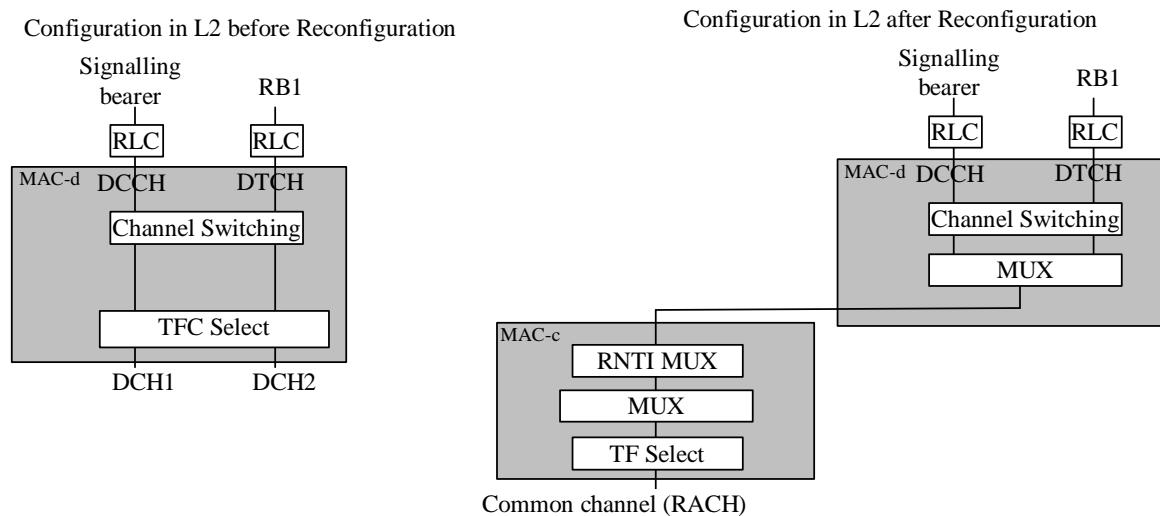 Configuration in L2 before Reconfiguration
Signalling
bearer
RB1
RLC
RLC
MAC-d
DCCH
DTCH
Channel Switching
TFC Select
DCH1
DCH2
Configuration in L2 after Reconfiguration
Signalling
bearer
RB1
RLC
RLC
MAC-d
DCCH
DTCH
Channel Switching
MUX
MAC-c
RNTI MUX
MUX
TF Select
Common channel (RACH)